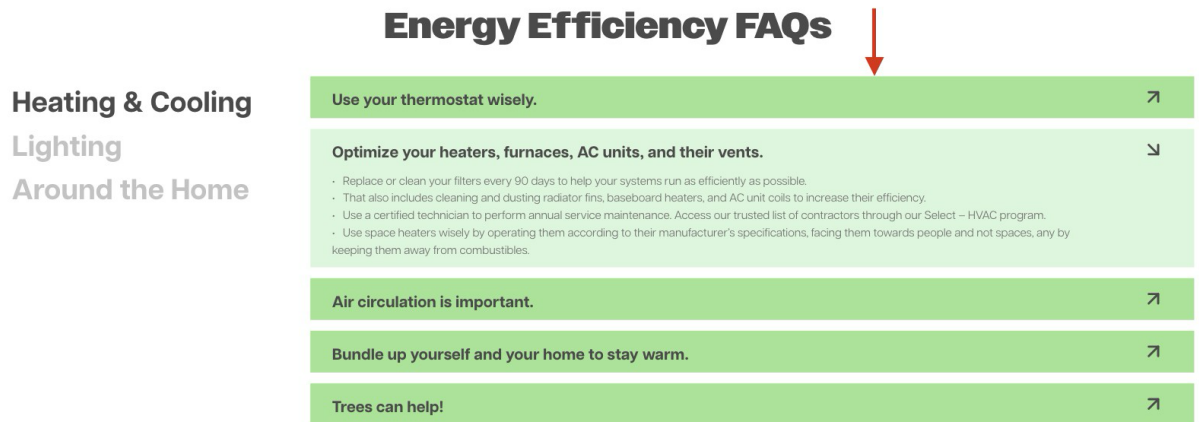 Energy Efficiency FAQs
Heating & Cooling
Lighting
Around the Home
Use your thermostat wisely.
Optimize your heaters, furnaces, AC units, and their vents.
· Replace or clean your filters every 90 days to help your systems run as efficiently as possible.
· That also includes cleaning and dusting radiator fins, baseboard heaters, and AC unit coils to increase their efficiency.
· Use a certified technician to perform annual service maintenance. Access our trusted list of contractors through our Select – HVAC program.
· Use space heaters wisely by operating them according to their manufacturer's specifications, facing them towards people and not spaces, any by
keeping them away from combustibles.
Air circulation is important.
Bundle up yourself and your home to stay warm.
Trees can help!